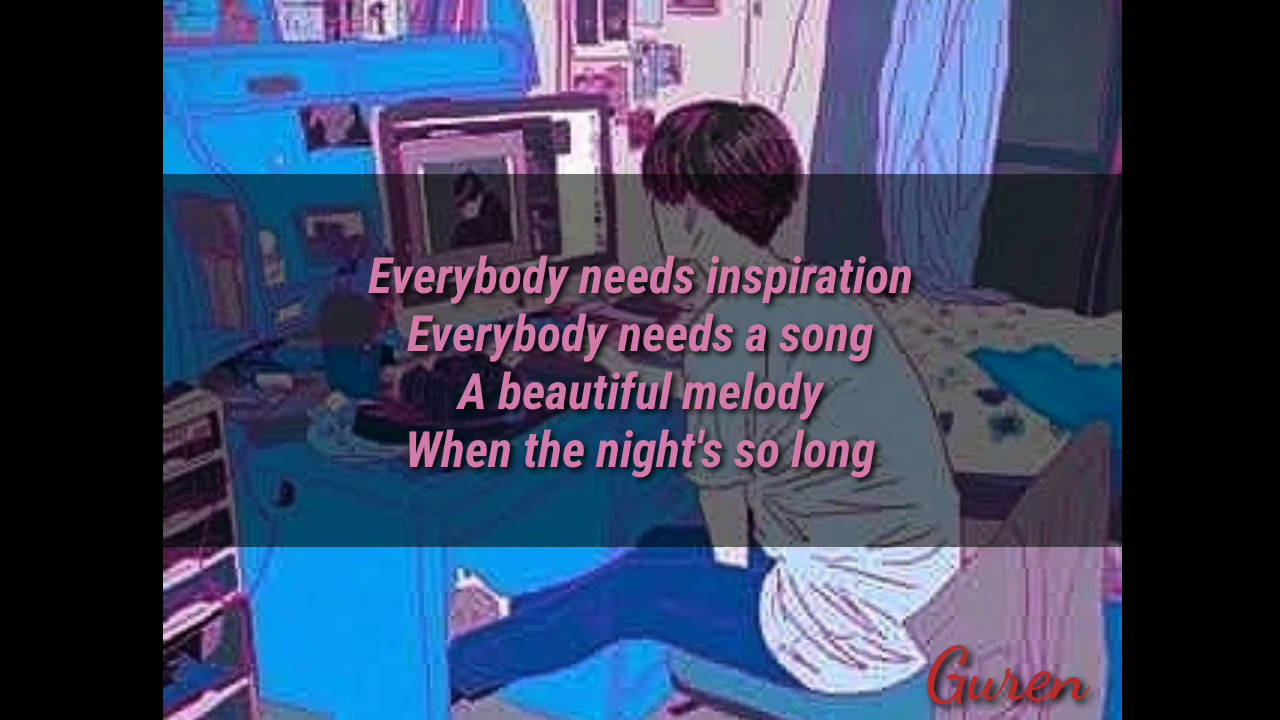 Everybody needs inspiration
Everybody needs a song
A beautiful melody
When the night's so long
Guren